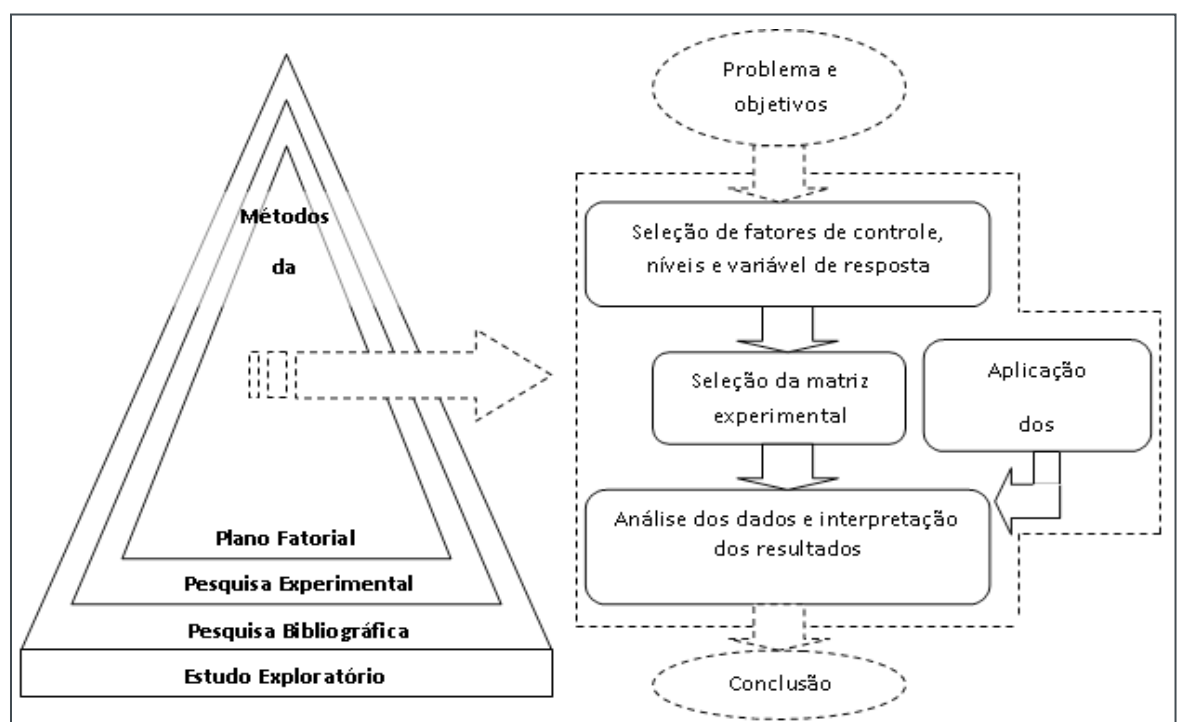 Métodos
da
Plano Fatorial
Pesquisa Experimental
Pesquisa Bibliográfica
Estudo Exploratório
Problema e
objetivos
Seleção de fatores de controle,
níveis e variável de resposta
Seleção da matriz
experimental
Aplicação
dos
Análise dos dados e interpretação
dos resultados
Conclusão